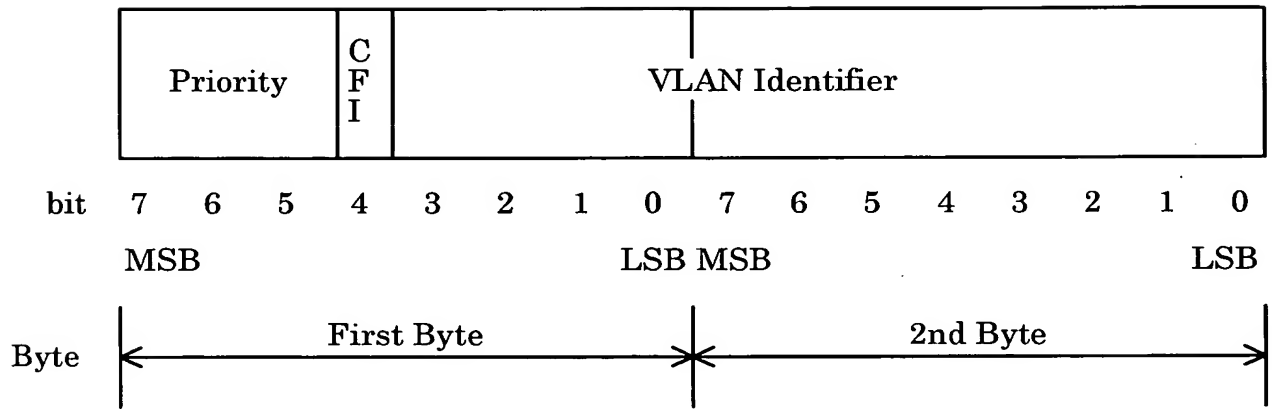 Priority
C
F
I
VLAN Identifier
bit 7 6 5 4 3 2 1 0 7 6 5 4 3 2 1 0
MSB LSB MSB LSB
Byte First Byte 2nd Byte